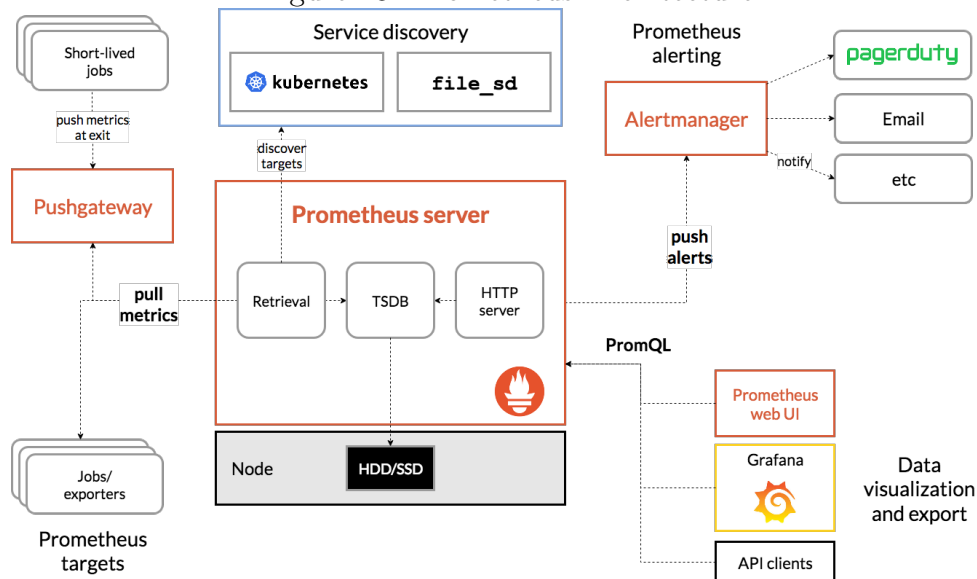 Short-lived
jobs
push metrics
at exit
Pushgateway
pull
metrics
Jobs/
exporters
Prometheus
targets
Service discovery
kubernetes
file_sd
discover
targets
Prometheus server
Retrieval
TSDB
HTTP
server
Node
HDD/SSD
Prometheus
alerting
Alertmanager
pagerduty
Email
notify
etc
push
alerts
PromQL
Prometheus
web UI
Grafana
API clients
Data
visualization
and export